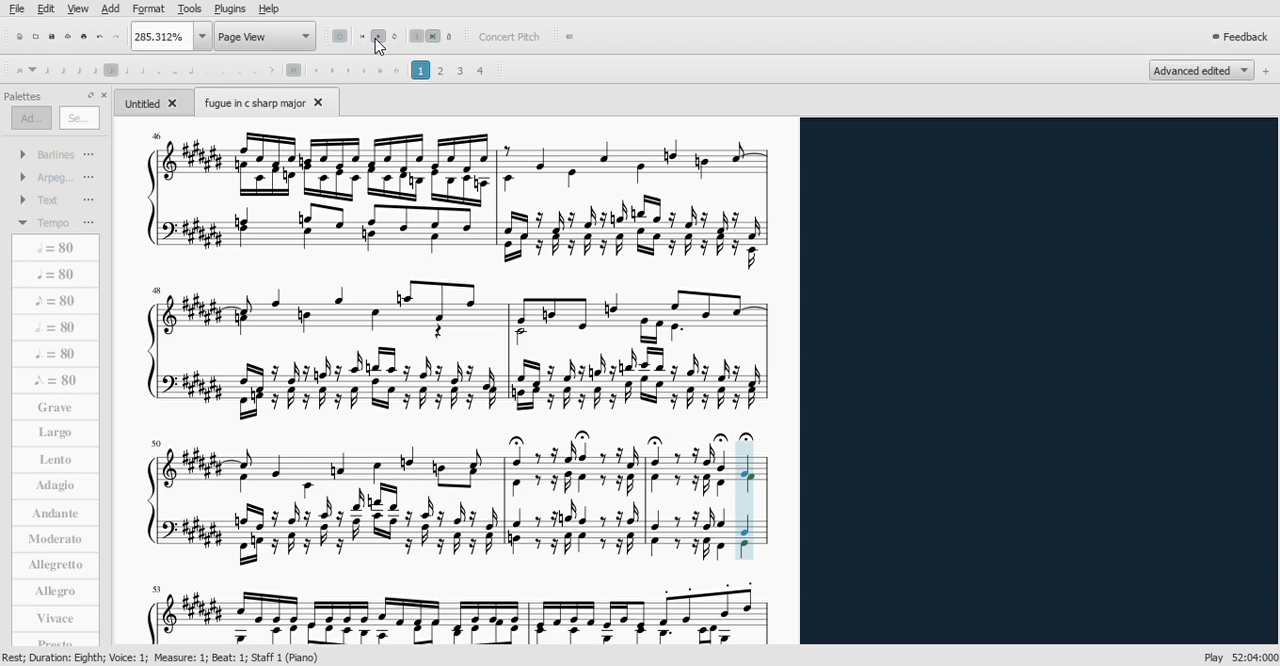 File Edit View Add Format Tools Plugins Help
285.312% Page View Concert Pitch Feedback
? 1 2 3 4 Advanced edited +
Palettes
Untitled fugue in c sharp major
Ad... Se...
Barlines
Arpeg...
Text
Tempo
= 80
= 80
= 80
= 80
= 80
= 80
Grave
Largo
Lento
Adagio
Andante
Moderato
Allegretto
Allegro
Vivace
Presto
46
48
50
53
Rest; Duration: Eighth; Voice: 1; Measure: 1; Beat: 1; Staff 1 (Piano) Play 52:04:000